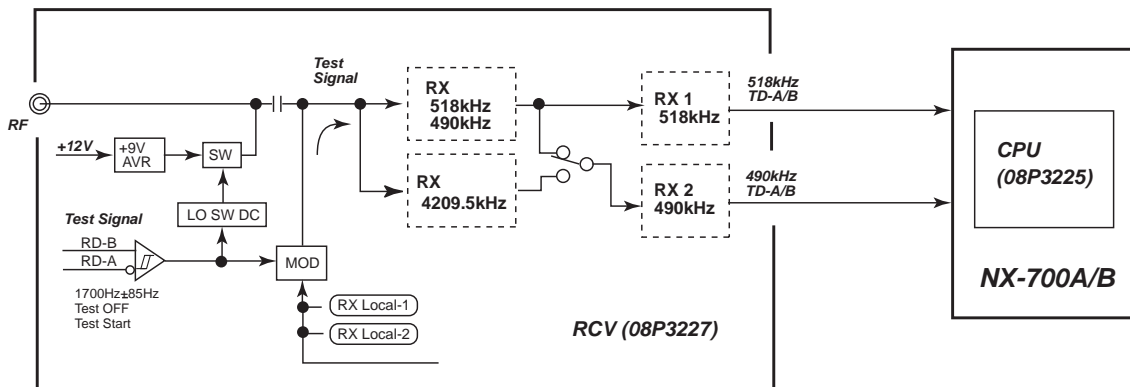 RF
Test
Signal
RX
518kHz
490kHz
RX 1
518kHz
518kHz
TD-A/B
+12V
+9V
AVR
SW
RX
4209.5kHz
RX 2
490kHz
490kHz
TD-A/B
CPU
(08P3225)
LO SW DC
Test Signal
RD-B
RD-A
MOD
1700Hz±85Hz
Test OFF
Test Start
RX Local-1
RX Local-2
RCV (08P3227)
NX-700A/B